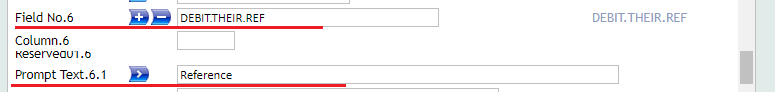 Field No.6 DEBIT.THEIR.REF DEBIT.THEIR.REF
Column.6
Reserved01.6
Prompt Text.6.1 Reference